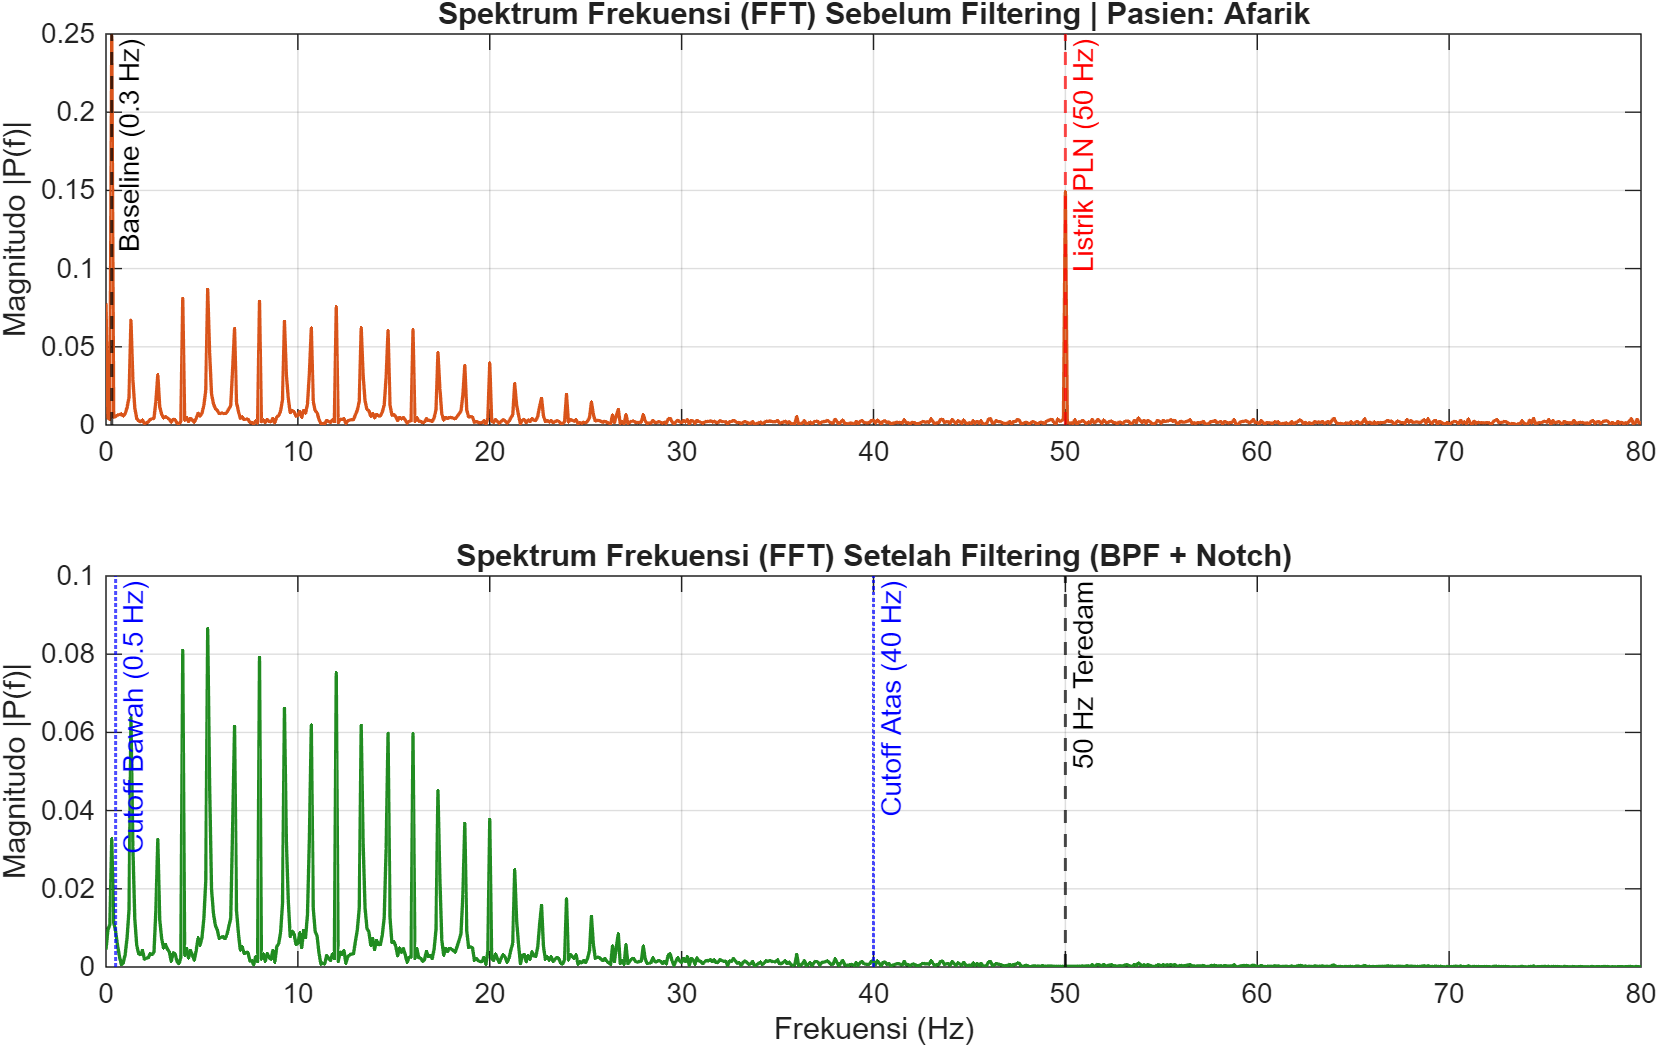 Spektrum Frekuensi (FFT) Sebelum Filtering | Pasien: Afarik
Magnitudo |P(f)|
0.25
0.2
0.15
0.1
0.05
0
Baseline (0.3 Hz)
Listrik PLN (50 Hz)
0 10 20 30 40 50 60 70 80
Spektrum Frekuensi (FFT) Setelah Filtering (BPF + Notch)
Magnitudo |P(f)|
0.1
0.08
0.06
0.04
0.02
0
Cutoff Bawah (0.5 Hz)
Cutoff Atas (40 Hz)
50 Hz Teredam
0 10 20 30 40 50 60 70 80
Frekuensi (Hz)